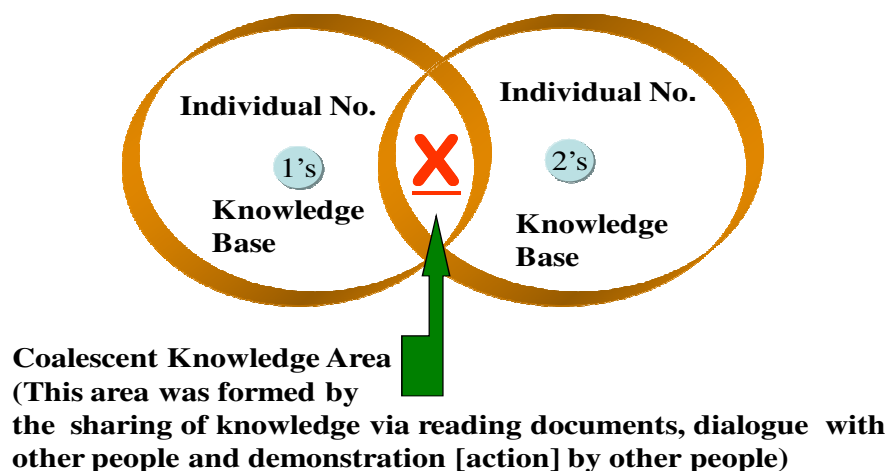 Individual No.
1's
Knowledge
Base
X
Individual No.
2's
Knowledge
Base
Coalescent Knowledge Area
(This area was formed by
the sharing of knowledge via reading documents, dialogue with
other people and demonstration [action] by other people)